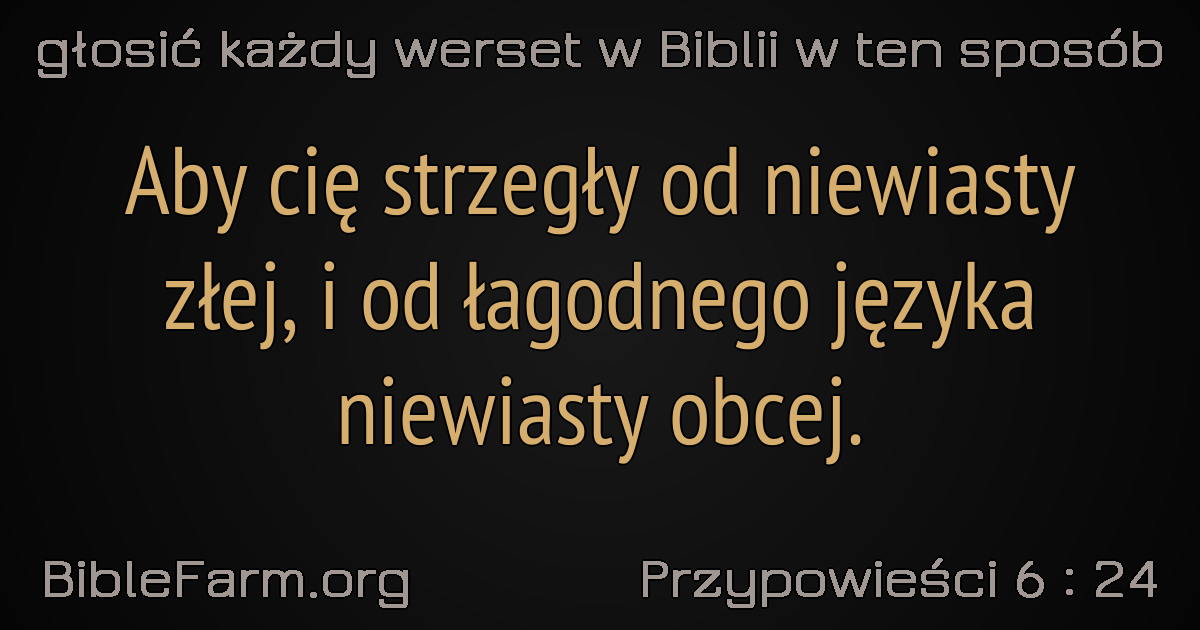 głosić każdy werset w Biblii w ten sposób
Aby cię strzegły od niewiasty
złej, i od łagodnego języka
niewiasty obcej.
BibleFarm.org
Przypowieści 6 : 24